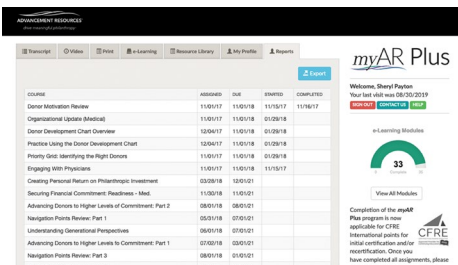 ADVANCEMENT RESOURCES
Transcript Video Print e-Learning Resource Library My Profile Reports
Export
COURSE ASSIGNED DUE STARTED COMPLETED
Donor Motivation Review 11/01/17 11/01/18 11/15/17 11/16/17
Organizational Update (Medical) 11/01/17 11/01/18 01/29/18
Donor Development Chart Overview 12/04/17 11/01/18 01/29/18
Practice Using the Donor Development Chart 12/04/17 11/01/18 01/29/18
Priority Grid: Identifying the Right Donors 11/01/17 11/01/18 01/29/18
Engaging With Physicians 11/01/17 11/01/18 11/15/17
Creating Personal Return on Philanthropic Investment 03/28/18 12/01/21
Securing Financial Commitment: Readiness - Med. 11/30/18 11/01/21
Advancing Donors to Higher Levels of Commitment: Part 2 08/01/18 08/01/21
Navigation Points Review: Part 1 05/31/18 07/01/21
Understanding Generational Perspectives 06/01/18 07/01/21
Advancing Donors to Higher Levels to Commitment: Part 1 07/02/18 03/01/21
Navigation Points Review: Part 3 08/01/18 01/01/21
myAR Plus
Welcome, Sheryl Payton
Your last visit was 08/30/2019
SIGN OUT CONTACT US HELP
e-Learning Modules
33
Complete
View All Modules
Completion of the myAR
Plus program is now
applicable for CFRE
International points for
initial certification and/or
recertification. Once you
have completed all assignments, please
CFRE